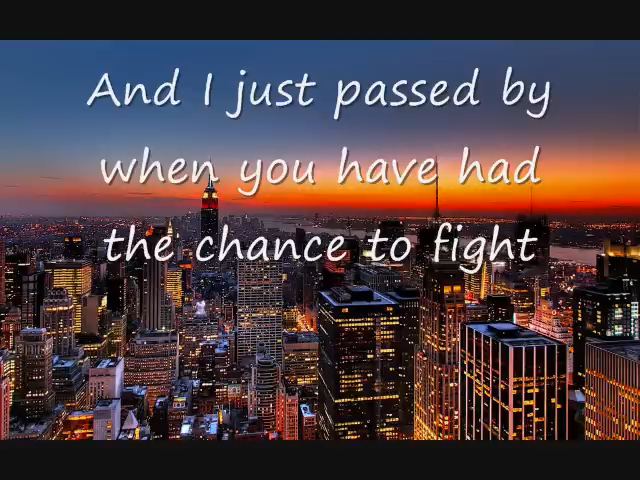 And I just passed by
when you have had
the chance to fight